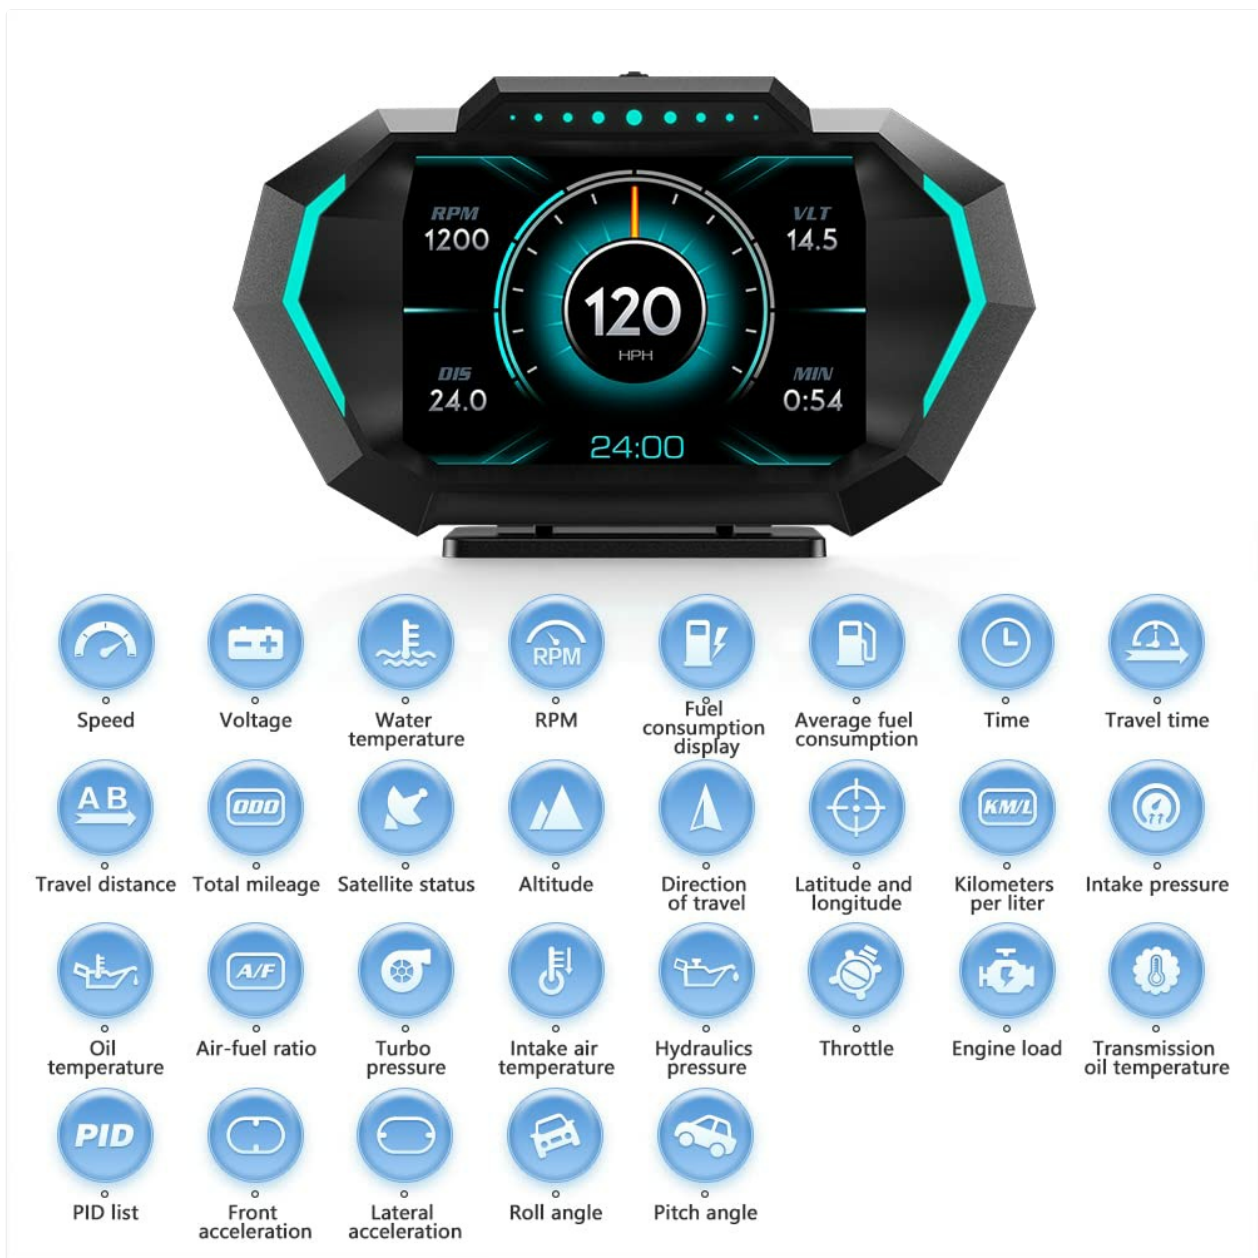 RPM
1200
VLT
14.5
120
HPH
DIS
24.0
MIN
0:54
24:00
RPM
Speed
Voltage
Water
temperature
RPM
Fuel
consumption
display
Average fuel
consumption
Time
Travel time
A B
ODO
KM/L
Travel distance
Total mileage
Satellite status
Altitude
Direction
of travel
Latitude and
longitude
Kilometers
per liter
Intake pressure
A/F
Oil
temperature
Air-fuel ratio
Turbo
pressure
Intake air
temperature
Hydraulics
pressure
Throttle
Engine load
Transmission
oil temperature
PID
PID list
Front
acceleration
Lateral
acceleration
Roll angle
Pitch angle